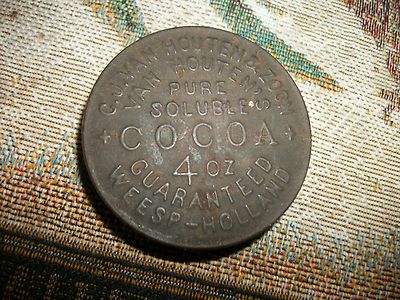 C.J. VAN HOUTEN & ZOON
VAN HOUTEN'S
PURE
SOLUBLE
+ COCOA +
4 OZ
GUARANTEED
WEESP-HOLLAND